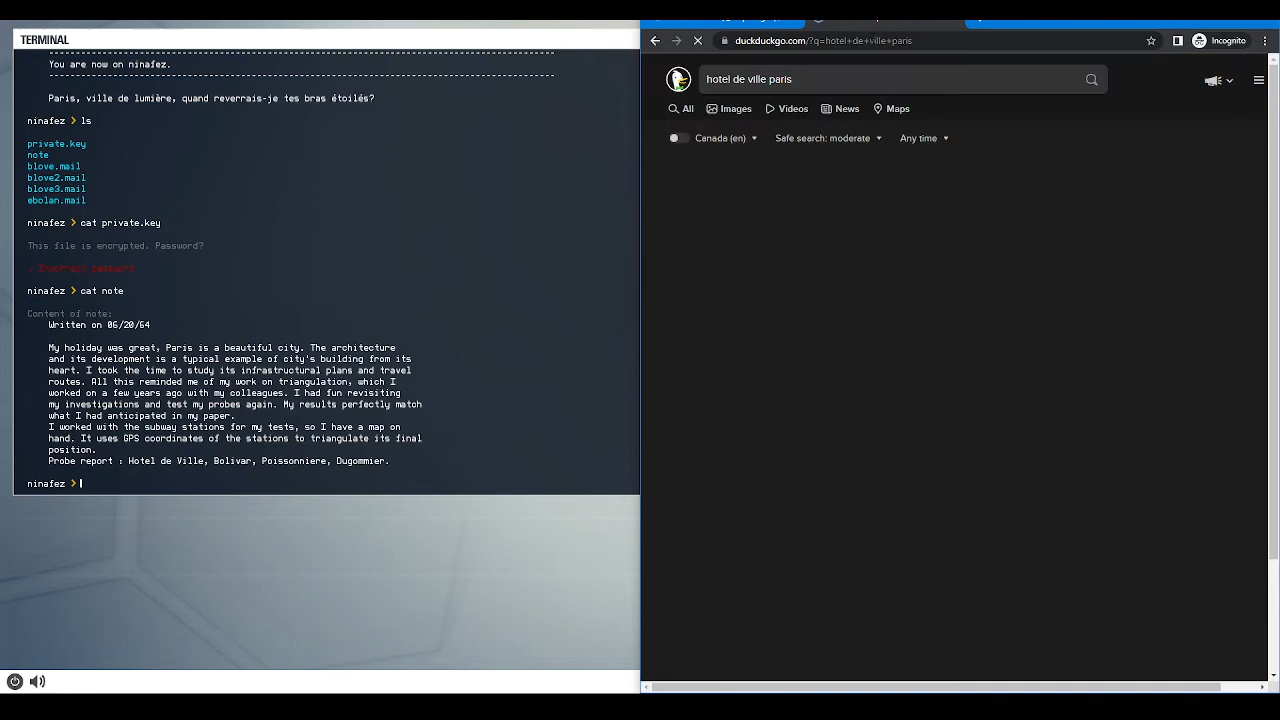 TERMINAL
You are now on ninafez.
Paris, ville de lumière, quand reverrais-je tes bras étoilés?
ninafez > ls
private.key
note
blove.mail
blove2.mail
blove3.mail
ebolan.mail
ninafez > cat private.key
This file is encrypted. Password?
: Incorrect password
ninafez > cat note
Content of note:
Written on 06/20/64
My holiday was great, Paris is a beautiful city. The architecture
and its development is a typical example of city's building from its
heart. I took the time to study its infrastructural plans and travel
routes. All this reminded me of my work on triangulation, which I
worked on a few years ago with my colleagues. I had fun revisiting
my investigations and test my probes again. My results perfectly match
what I had anticipated in my paper.
I worked with the subway stations for my tests, so I have a map on
hand. It uses GPS coordinates of the stations to triangulate its final
position.
Probe report : Hotel de Ville, Bolivar, Poissonniere, Dugommier.
ninafez >
duckduckgo.com/?q=hotel+de+ville+paris
Incognito
hotel de ville paris
All Images Videos News Maps
Canada (en) Safe search: moderate Any time